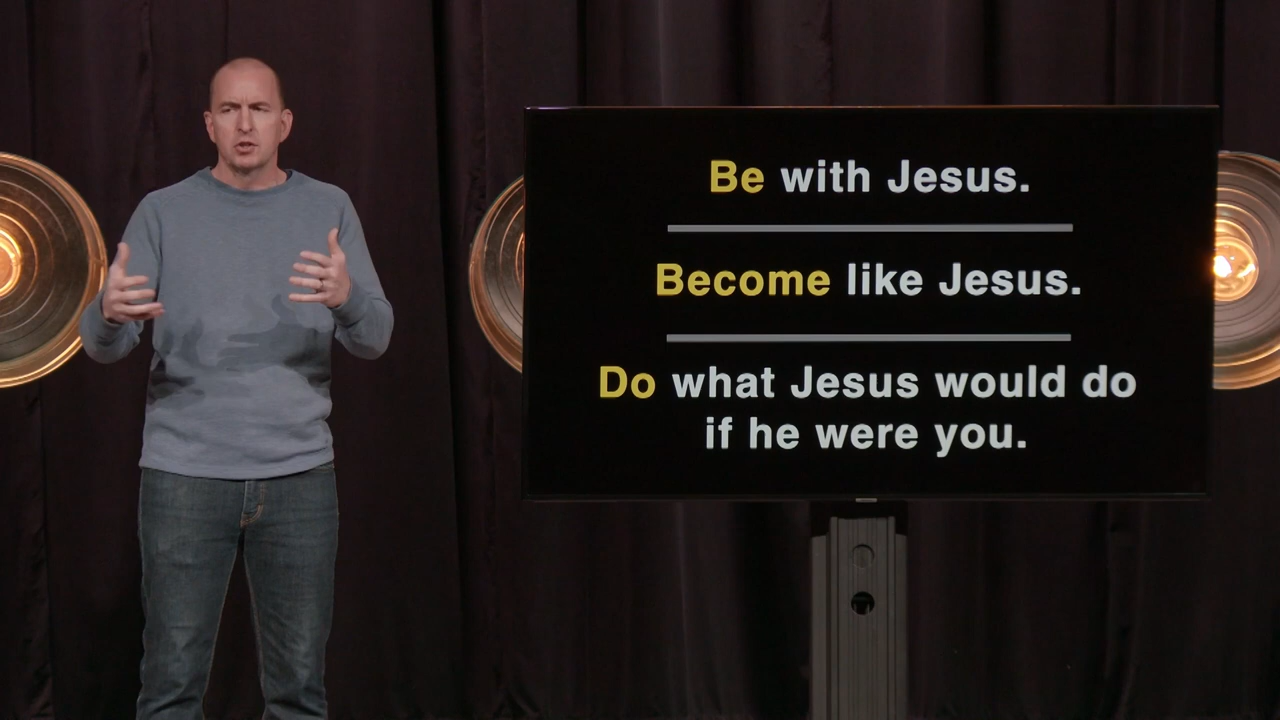 Be with Jesus.
Become like Jesus.
Do what Jesus would do
if he were you.